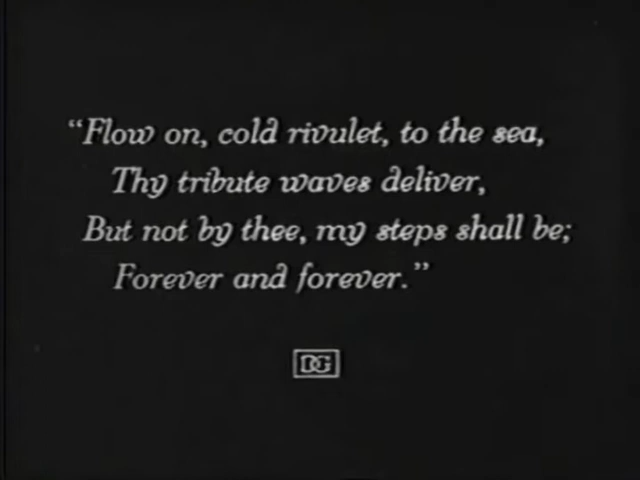 “Flow on, cold rivulet, to the sea,
Thy tribute waves deliver,
But not by thee, my steps shall be;
Forever and forever.”
DG